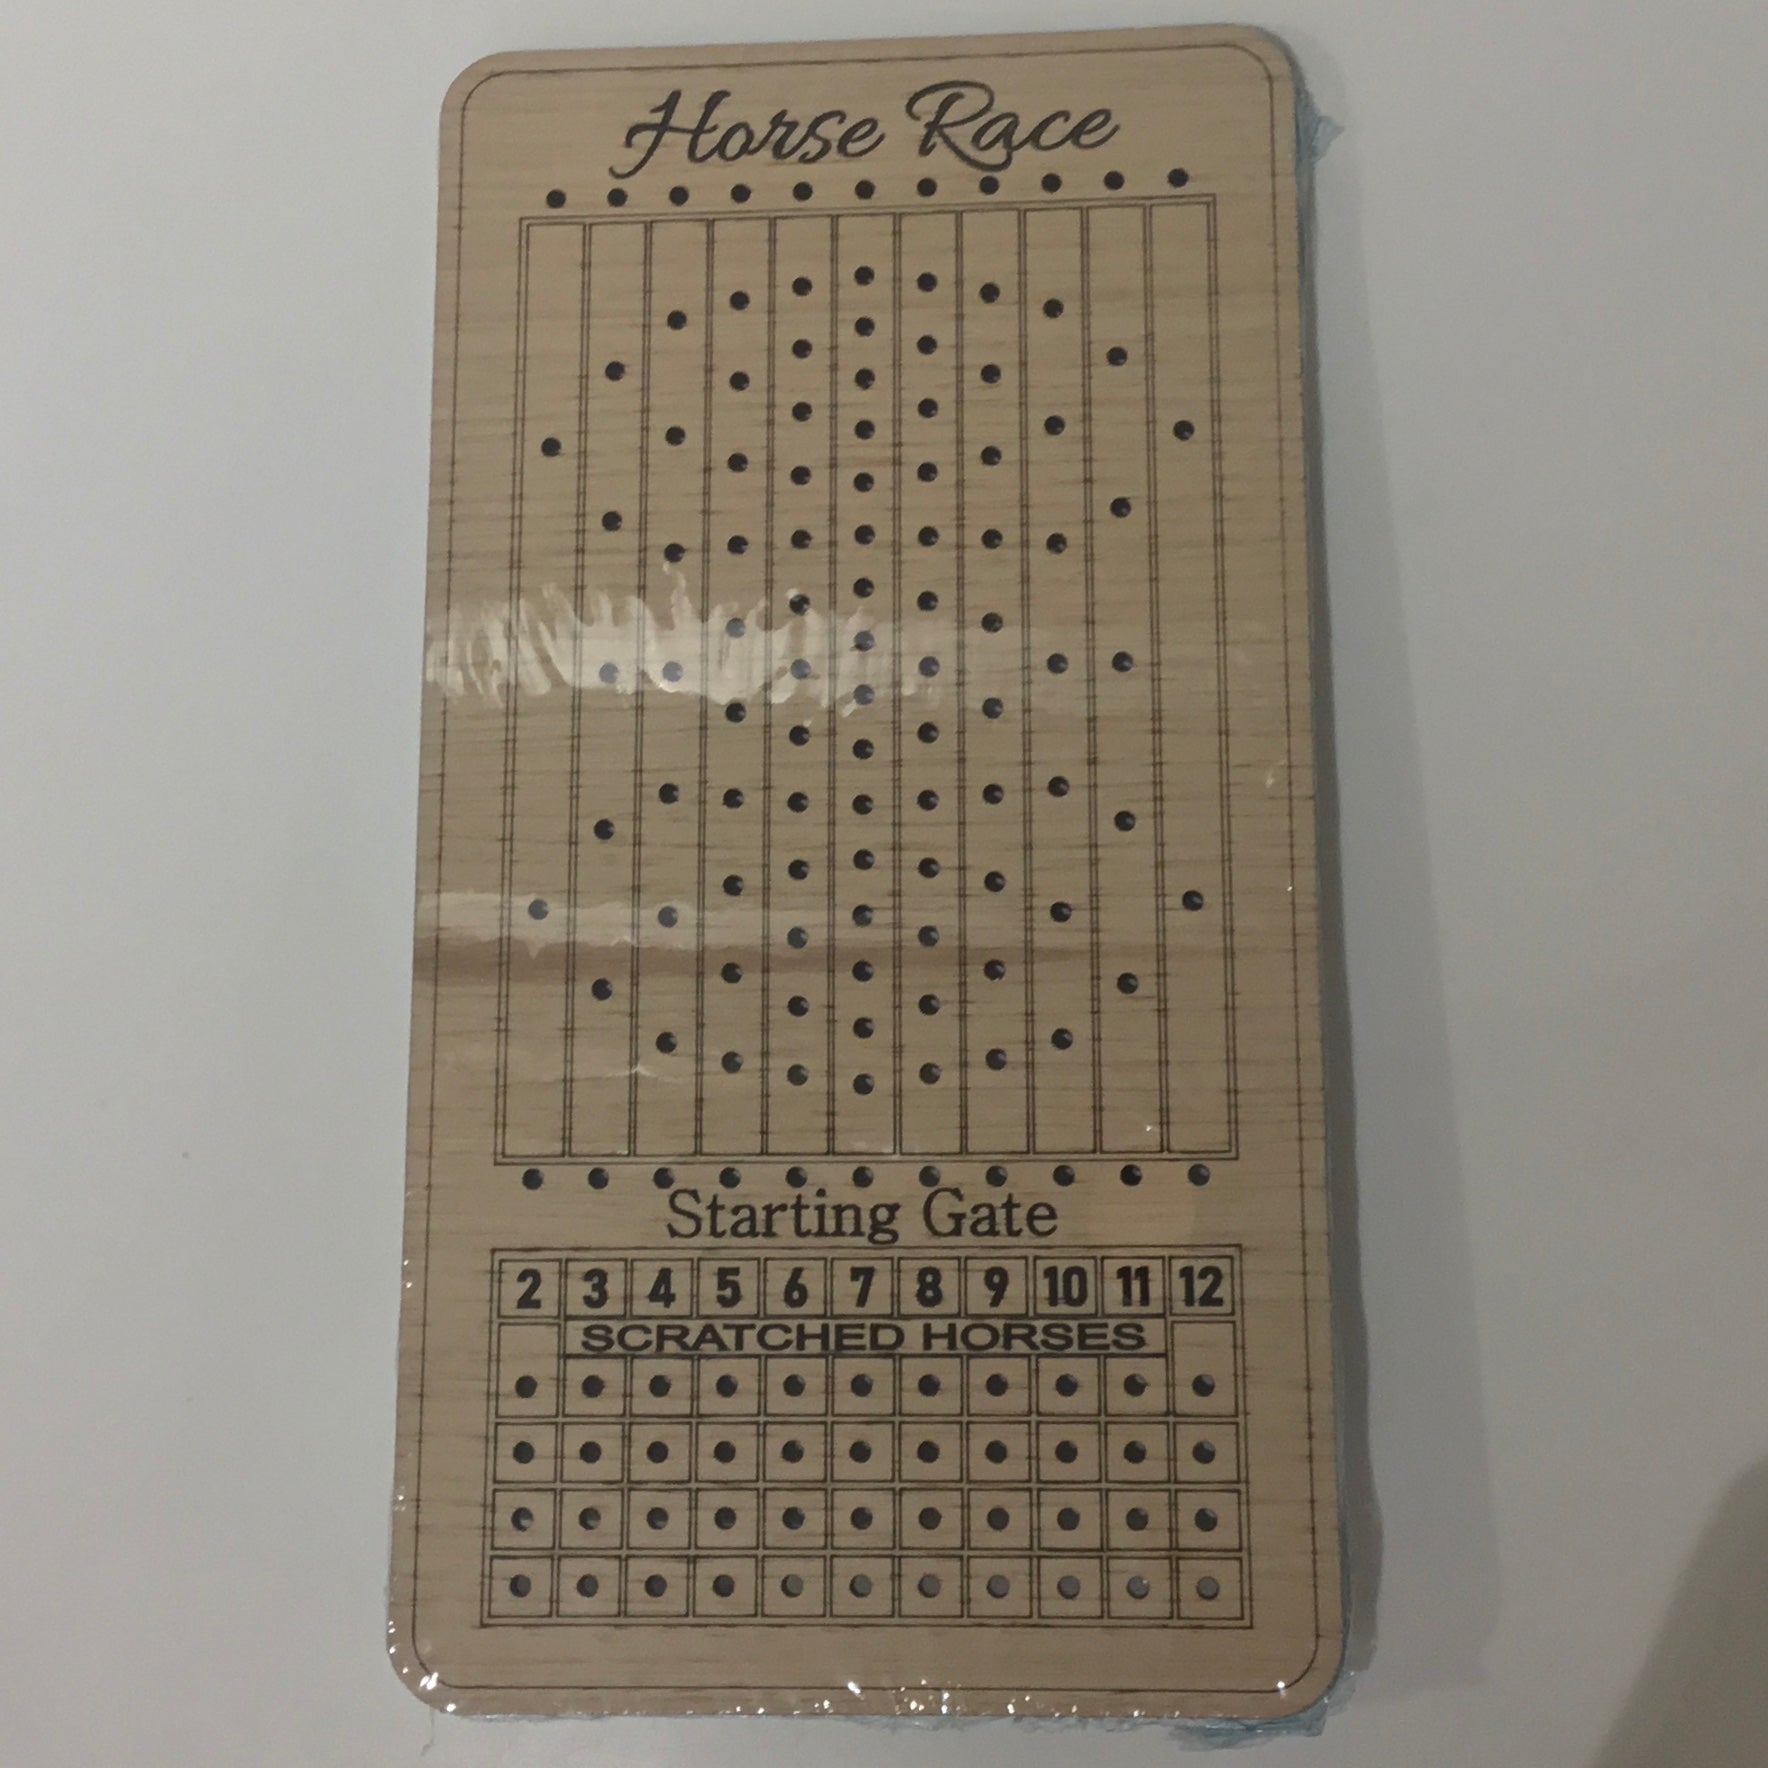 Horse Race
Starting Gate
2 3 4 5 6 7 8 9 10 11 12
SCRATCHED HORSES